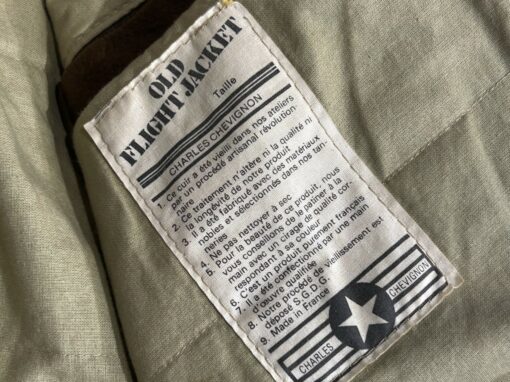 OLD
FLIGHT JACKET
Taille
CHARLES CHEVIGNON
1. Ce cuir a été vieilli dans nos ateliers
par un procédé artisanal révolution-
naire
2. Ce traitement n'altère ni la qualité ni
la longévité de notre produit
3. Il a été fabriqué avec des matériaux
nobles et sélectionnés dans nos tan-
neries
4. Ne pas nettoyer à sec
5. Pour la beauté de ce produit, nous
vous conseillons de le patiner à la
main avec un cirage de qualité cor-
respondant à sa couleur
6. C'est un produit purement français
7. Il a été confectionné par une main
d'œuvre qualifiée
8. Notre procédé de vieillissement est
déposé S.G.D.G.
9. Made in France
CHARLES
CHEVIGNON